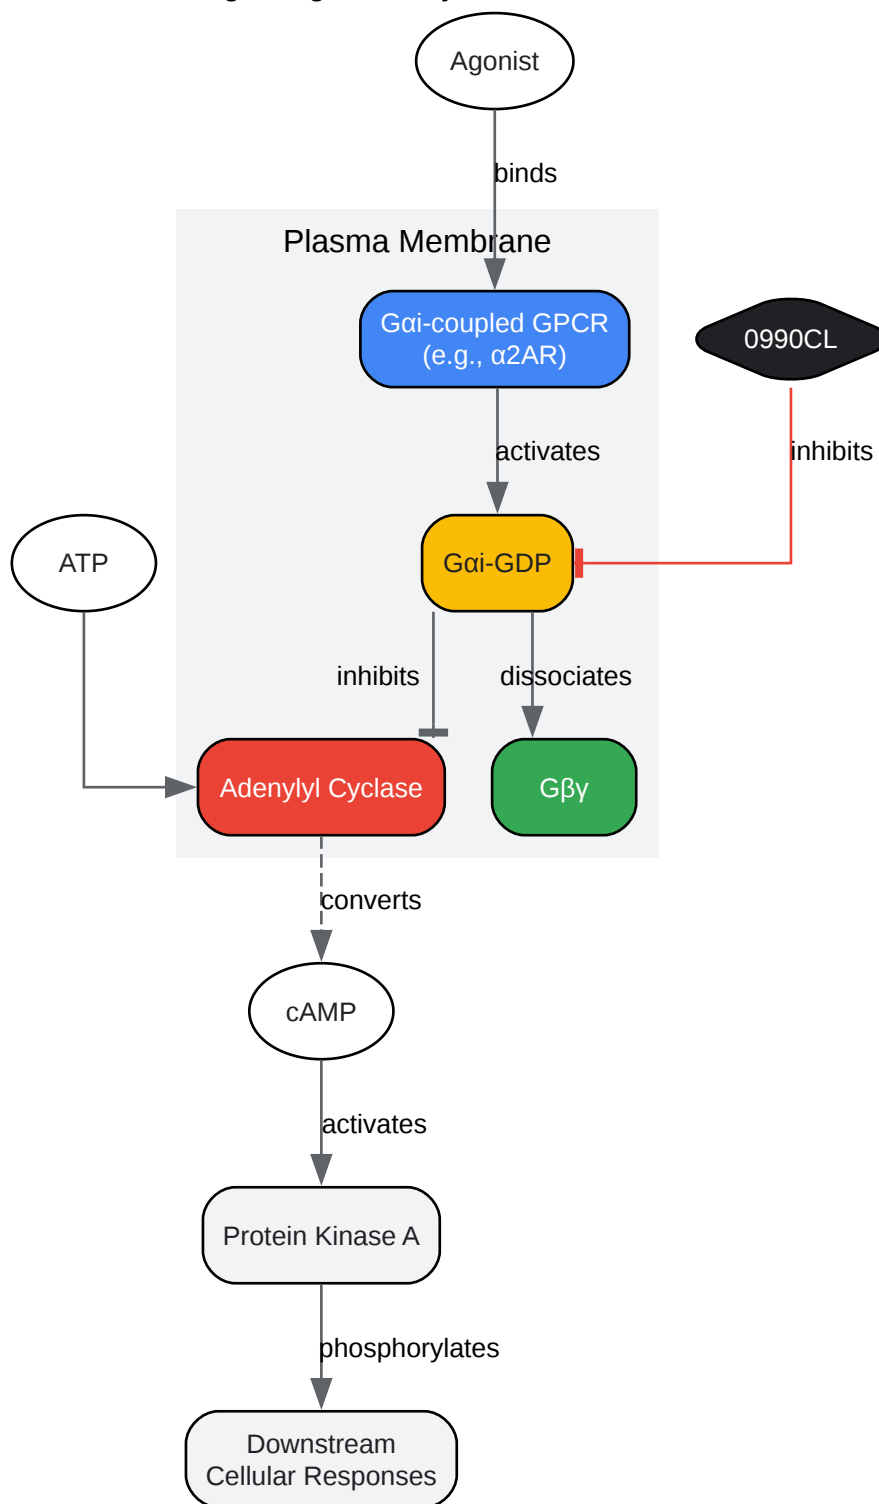 Agonist
binds
Plasma Membrane
Gαi-coupled GPCR
(e.g., α2AR)
0990CL
activates
inhibits
ATP
Gαi-GDP
inhibits
dissociates
Adenylyl Cyclase
Gβγ
converts
cAMP
activates
Protein Kinase A
phosphorylates
Downstream
Cellular Responses